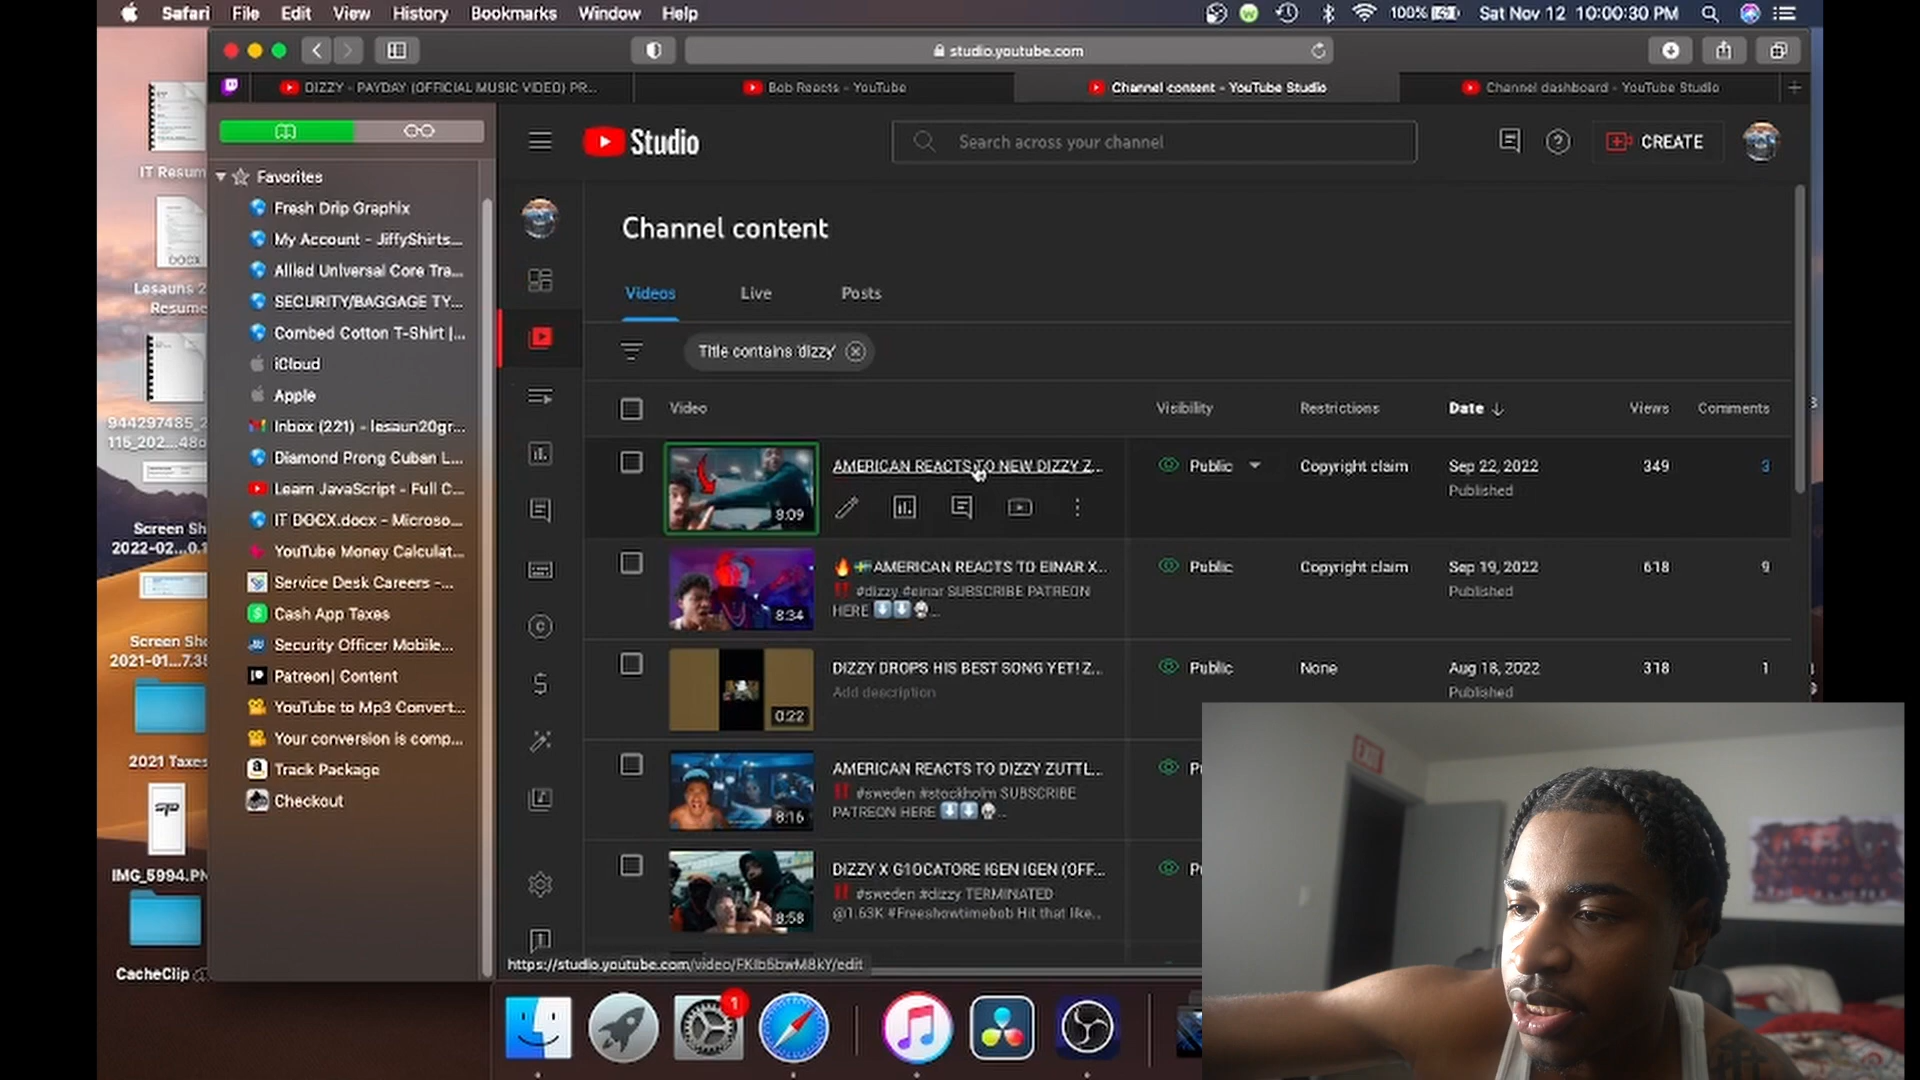 Safari File Edit View History Bookmarks Window Help
100% Sat Nov 12 10:00:30 PM
studio.youtube.com
DIZZY - PAYDAY (OFFICIAL MUSIC VIDEO) PR...
Bob Reacts - YouTube
Channel content - YouTube Studio
Channel dashboard - YouTube Studio
Studio
Search across your channel
CREATE
Favorites
Fresh Drip Graphix
My Account - JiffyShirts...
Allied Universal Core Tra...
SECURITY/BAGGAGE TY...
Combed Cotton T-Shirt |...
iCloud
Apple
Inbox (221) - lesaun20gr...
Diamond Prong Cuban L...
Learn JavaScript - Full C...
IT DOCX.docx - Microso...
YouTube Money Calculat...
Service Desk Careers -...
Cash App Taxes
Security Officer Mobile...
Patreon| Content
YouTube to Mp3 Convert...
Your conversion is comp...
Track Package
Checkout
IT Resum
DOCX
Lesauns 2
Resume
944297485_2
115_202...48o
Screen Sh
2022-02...0.1
Screen Sho
2021-01...7.35
2021 Taxes
IMG_5994.PN
CacheClip
Channel content
Videos Live Posts
Title contains 'dizzy'
Video Visibility Restrictions Date Views Comments
AMERICAN REACTS TO NEW DIZZY Z... Public Copyright claim Sep 22, 2022 349 3
Published
8:09
🔥🇸🇪AMERICAN REACTS TO EINAR X... Public Copyright claim Sep 19, 2022 618 9
‼️ #dizzy #einar SUBSCRIBE PATREON Published
HERE ⬇️⬇️...
8:34
DIZZY DROPS HIS BEST SONG YET! Z... Public None Aug 18, 2022 318 1
Add description Published
0:22
AMERICAN REACTS TO DIZZY ZUTTL... P
‼️ #sweden #stockholm SUBSCRIBE
PATREON HERE ⬇️⬇️...
8:16
DIZZY X G1OCATORE IGEN IGEN (OFF... P
‼️ #sweden #dizzy TERMINATED
@1.63K #Freeshowtimebob Hit that like...
8:58
https://studio.youtube.com/video/FKlb5bwM8kY/edit
1